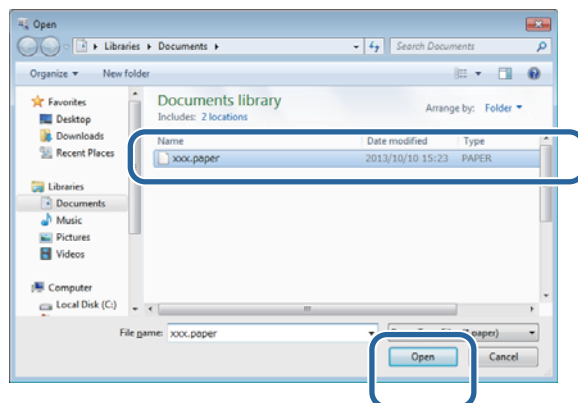 Open
Libraries Documents
Search Documents
Organize New folder
Favorites
Desktop
Downloads
Recent Places
Libraries
Documents
Music
Pictures
Videos
Computer
Local Disk (C:)
Documents library
Includes: 2 locations
Arrange by: Folder
Name Date modified Type
xxx.paper 2013/10/10 15:23 PAPER
File name: xxx.paper
Open Cancel